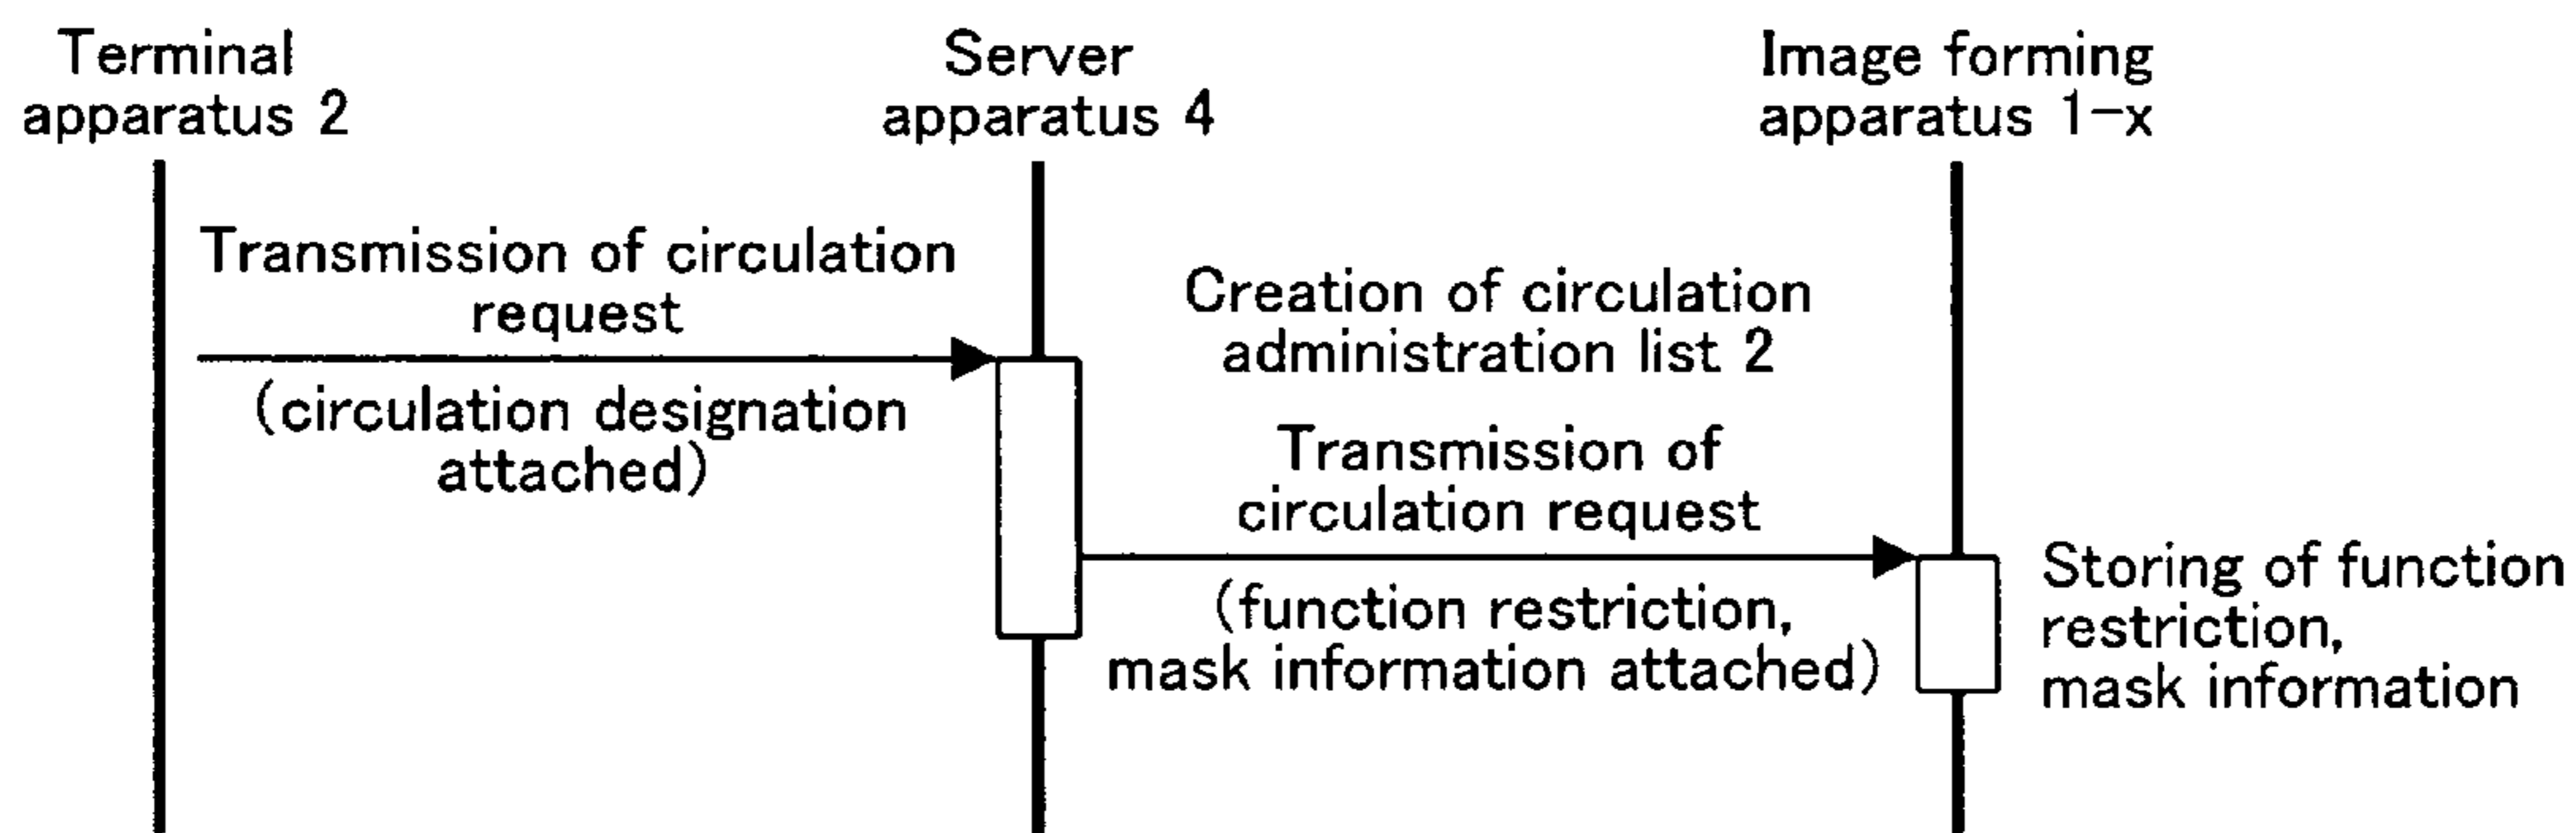 Terminal
apparatus 2
Server
apparatus 4
Image forming
apparatus 1-x
Transmission of circulation
request
(circulation designation
attached)
Creation of circulation
administration list 2
Transmission of
circulation request
(function restriction,
mask information attached)
Storing of function
restriction,
mask information